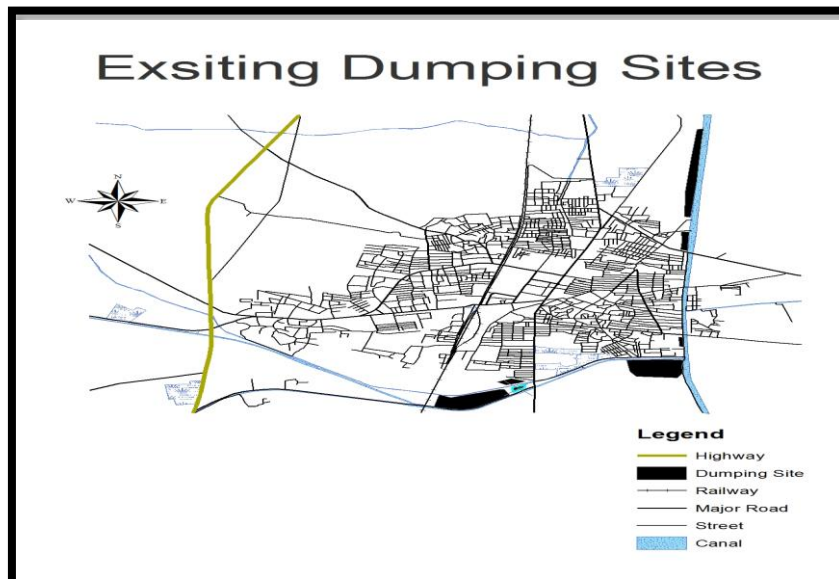 Exsiting Dumping Sites
N
W
E
S
Legend
Highway
Dumping Site
Railway
Major Road
Street
Canal